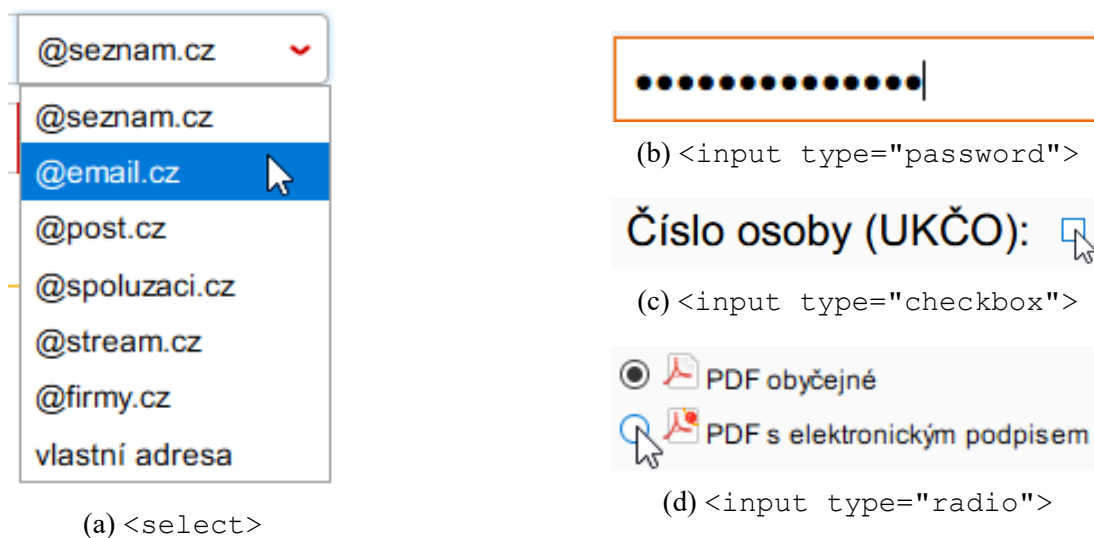 @seznam.cz
@seznam.cz
@email.cz
@post.cz
@spoluzaci.cz
@stream.cz
@firmy.cz
vlastní adresa
(a) <select>
••••••••••••••
(b) <input type="password">
Číslo osoby (UKČO):
(c) <input type="checkbox">
PDF obyčejné
PDF s elektronickým podpisem
(d) <input type="radio">